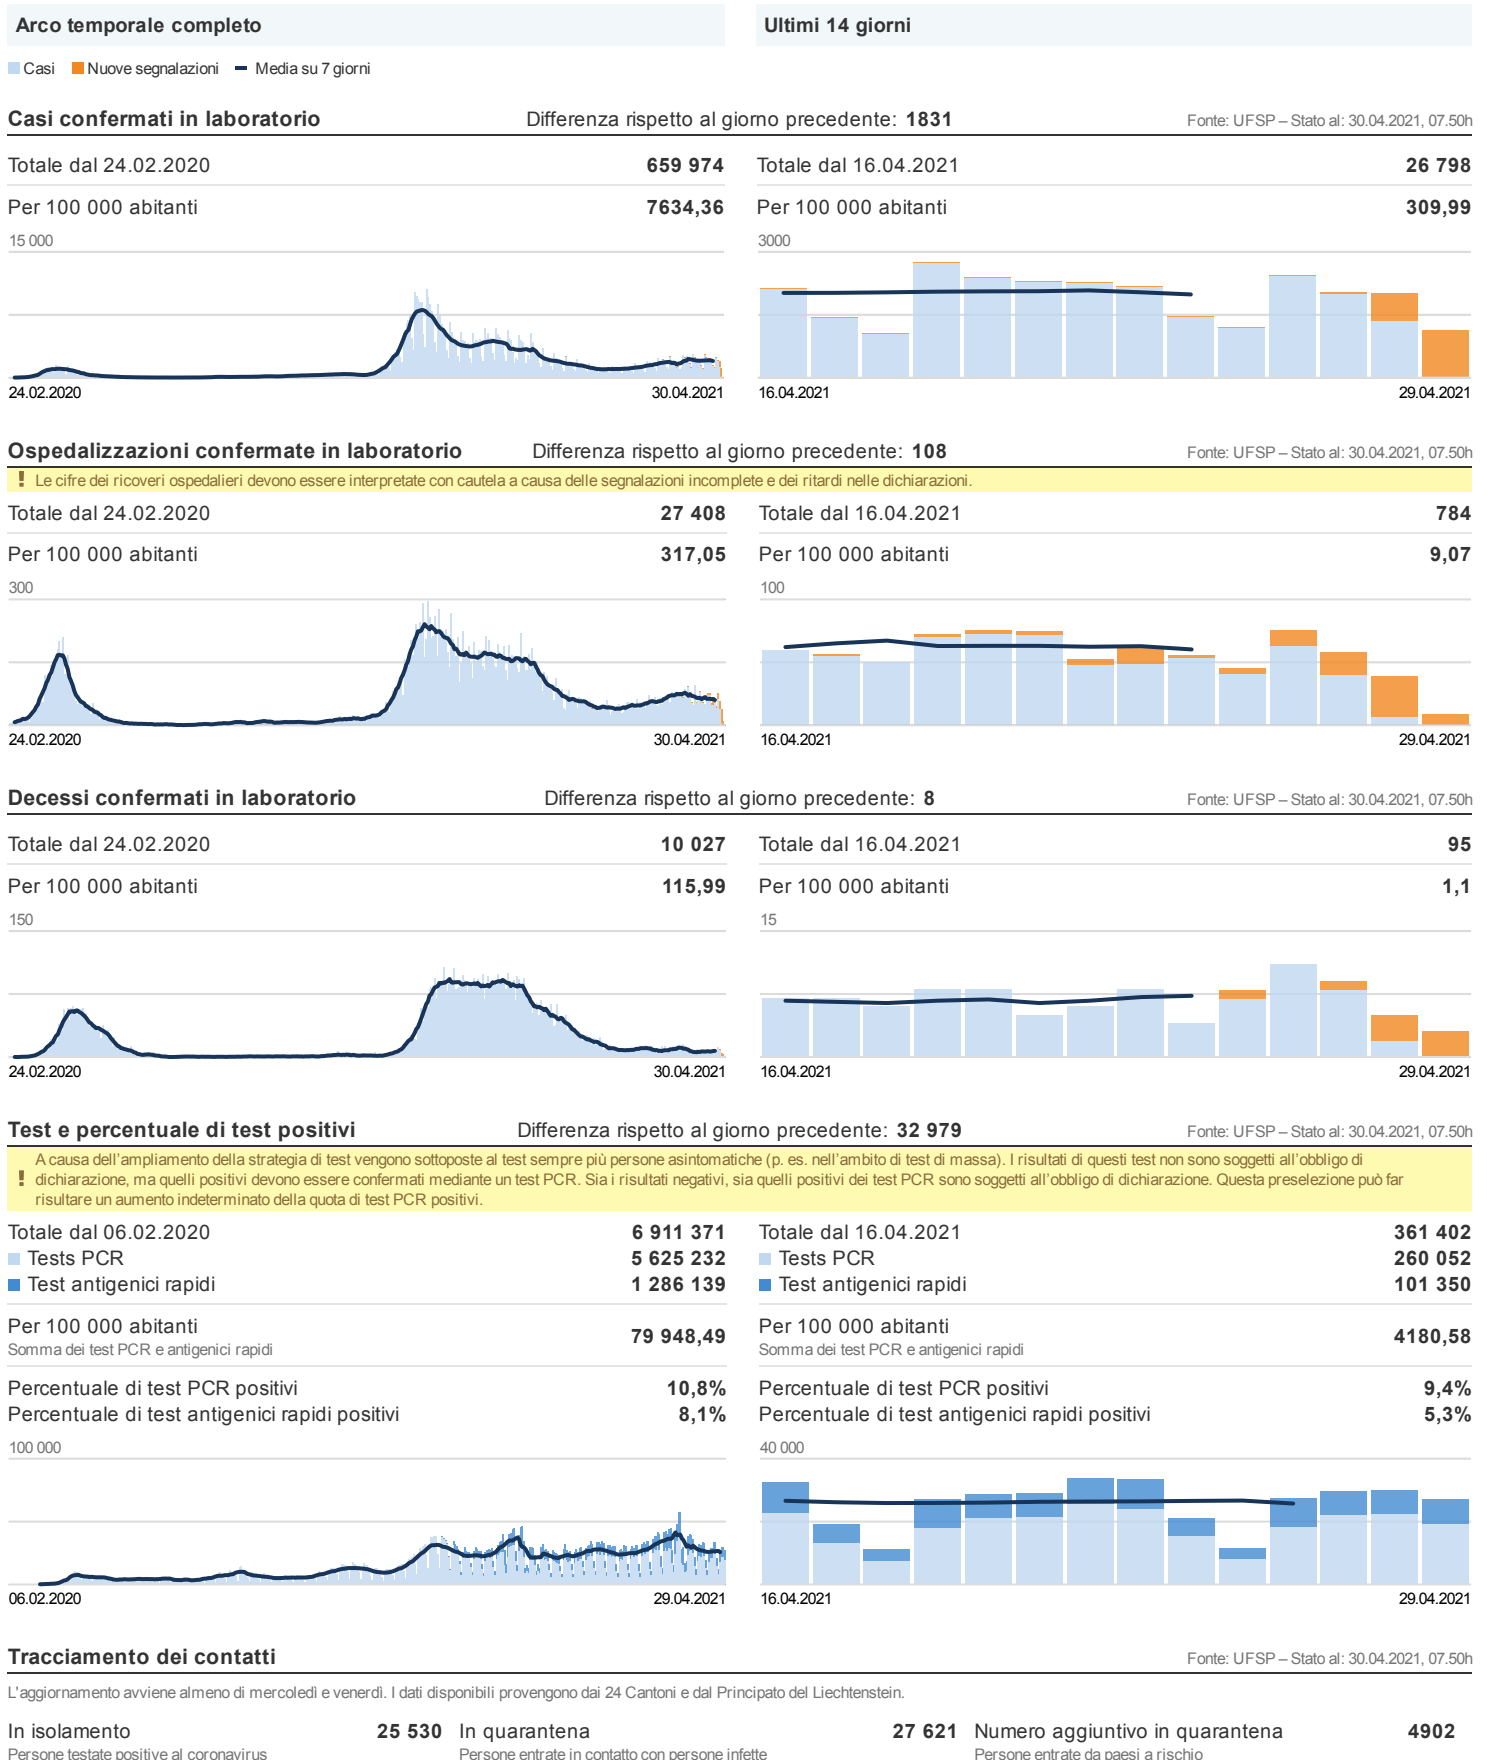 Arco temporale completo
Ultimi 14 giorni
Casi Nuove segnalazioni Media su 7 giorni
Casi confermati in laboratorio Differenza rispetto al giorno precedente: 1831 Fonte: UFSP – Stato al: 30.04.2021, 07.50h
Totale dal 24.02.2020 659 974
Per 100 000 abitanti 7634,36
15 000
24.02.2020 30.04.2021
Totale dal 16.04.2021 26 798
Per 100 000 abitanti 309,99
3000
16.04.2021 29.04.2021
Ospedalizzazioni confermate in laboratorio Differenza rispetto al giorno precedente: 108 Fonte: UFSP – Stato al: 30.04.2021, 07.50h
! Le cifre dei ricoveri ospedalieri devono essere interpretate con cautela a causa delle segnalazioni incomplete e dei ritardi nelle dichiarazioni.
Totale dal 24.02.2020 27 408
Per 100 000 abitanti 317,05
300
24.02.2020 30.04.2021
Totale dal 16.04.2021 784
Per 100 000 abitanti 9,07
100
16.04.2021 29.04.2021
Decessi confermati in laboratorio Differenza rispetto al giorno precedente: 8 Fonte: UFSP – Stato al: 30.04.2021, 07.50h
Totale dal 24.02.2020 10 027
Per 100 000 abitanti 115,99
150
24.02.2020 30.04.2021
Totale dal 16.04.2021 95
Per 100 000 abitanti 1,1
15
16.04.2021 29.04.2021
Test e percentuale di test positivi Differenza rispetto al giorno precedente: 32 979 Fonte: UFSP – Stato al: 30.04.2021, 07.50h
A causa dell'ampliamento della strategia di test vengono sottoposte al test sempre più persone asintomatiche (p. es. nell'ambito di test di massa). I risultati di questi test non sono soggetti all'obbligo di
! dichiarazione, ma quelli positivi devono essere confermati mediante un test PCR. Sia i risultati negativi, sia quelli positivi dei test PCR sono soggetti all'obbligo di dichiarazione. Questa preselezione può far
risultare un aumento indeterminato della quota di test PCR positivi.
Totale dal 06.02.2020 6 911 371
Tests PCR 5 625 232
Test antigenici rapidi 1 286 139
Per 100 000 abitanti 79 948,49
Somma dei test PCR e antigenici rapidi
Percentuale di test PCR positivi 10,8%
Percentuale di test antigenici rapidi positivi 8,1%
100 000
06.02.2020 29.04.2021
Totale dal 16.04.2021 361 402
Tests PCR 260 052
Test antigenici rapidi 101 350
Per 100 000 abitanti 4180,58
Somma dei test PCR e antigenici rapidi
Percentuale di test PCR positivi 9,4%
Percentuale di test antigenici rapidi positivi 5,3%
40 000
16.04.2021 29.04.2021
Tracciamento dei contatti Fonte: UFSP – Stato al: 30.04.2021, 07.50h
L'aggiornamento avviene almeno di mercoledì e venerdì. I dati disponibili provengono dai 24 Cantoni e dal Principato del Liechtenstein.
In isolamento 25 530
Persone testate positive al coronavirus
In quarantena 27 621
Persone entrate in contatto con persone infette
Numero aggiuntivo in quarantena 4902
Persone entrate da paesi a rischio